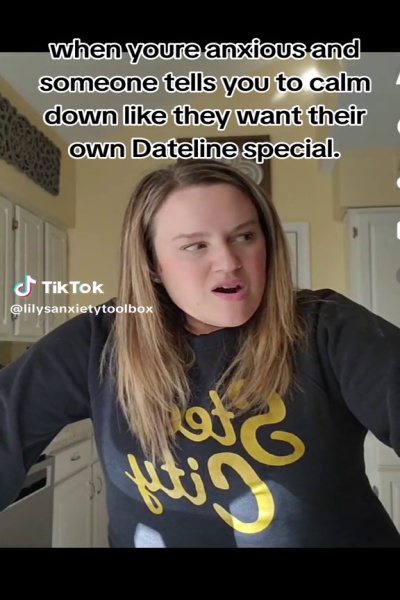 when youre anxious and
someone tells you to calm
down like they want their
own Dateline special.
TikTok
@lilysanxietytoolbox
City